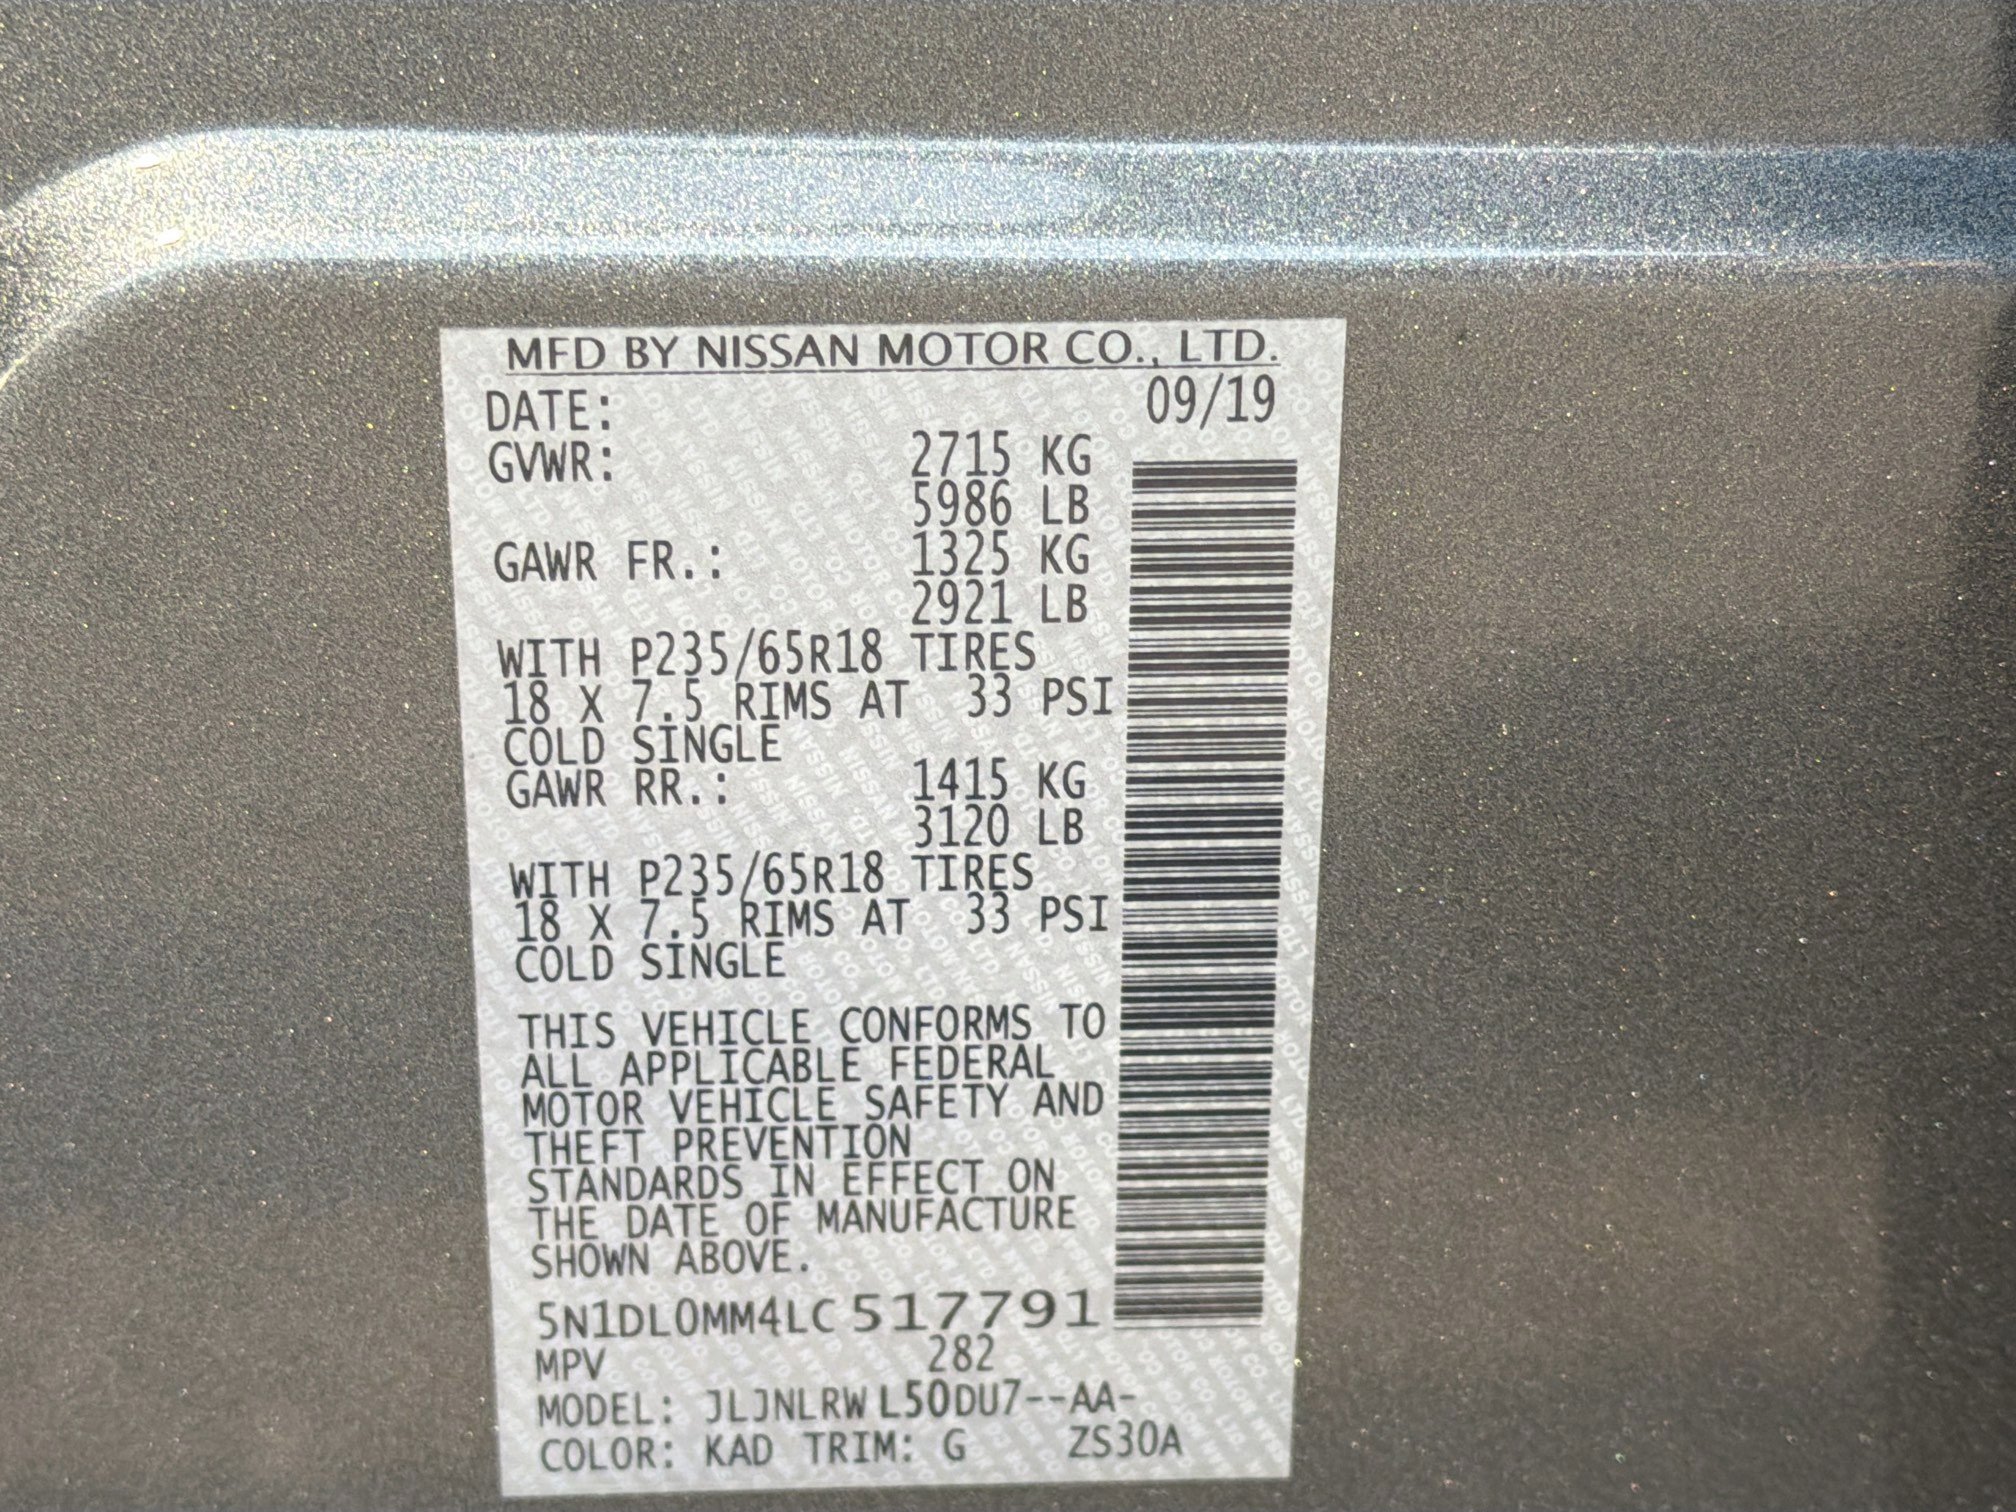 MFD BY NISSAN MOTOR CO., LTD.
DATE: 09/19
GVWR: 2715 KG
5986 LB
GAWR FR.: 1325 KG
2921 LB
WITH P235/65R18 TIRES
18 X 7.5 RIMS AT 33 PSI
COLD SINGLE
GAWR RR.: 1415 KG
3120 LB
WITH P235/65R18 TIRES
18 X 7.5 RIMS AT 33 PSI
COLD SINGLE
THIS VEHICLE CONFORMS TO
ALL APPLICABLE FEDERAL
MOTOR VEHICLE SAFETY AND
THEFT PREVENTION
STANDARDS IN EFFECT ON
THE DATE OF MANUFACTURE
SHOWN ABOVE.
5N1DL0MM4LC517791
MPV 282
MODEL: JLJNLRW L50DU7--AA-
COLOR: KAD TRIM: G ZS30A